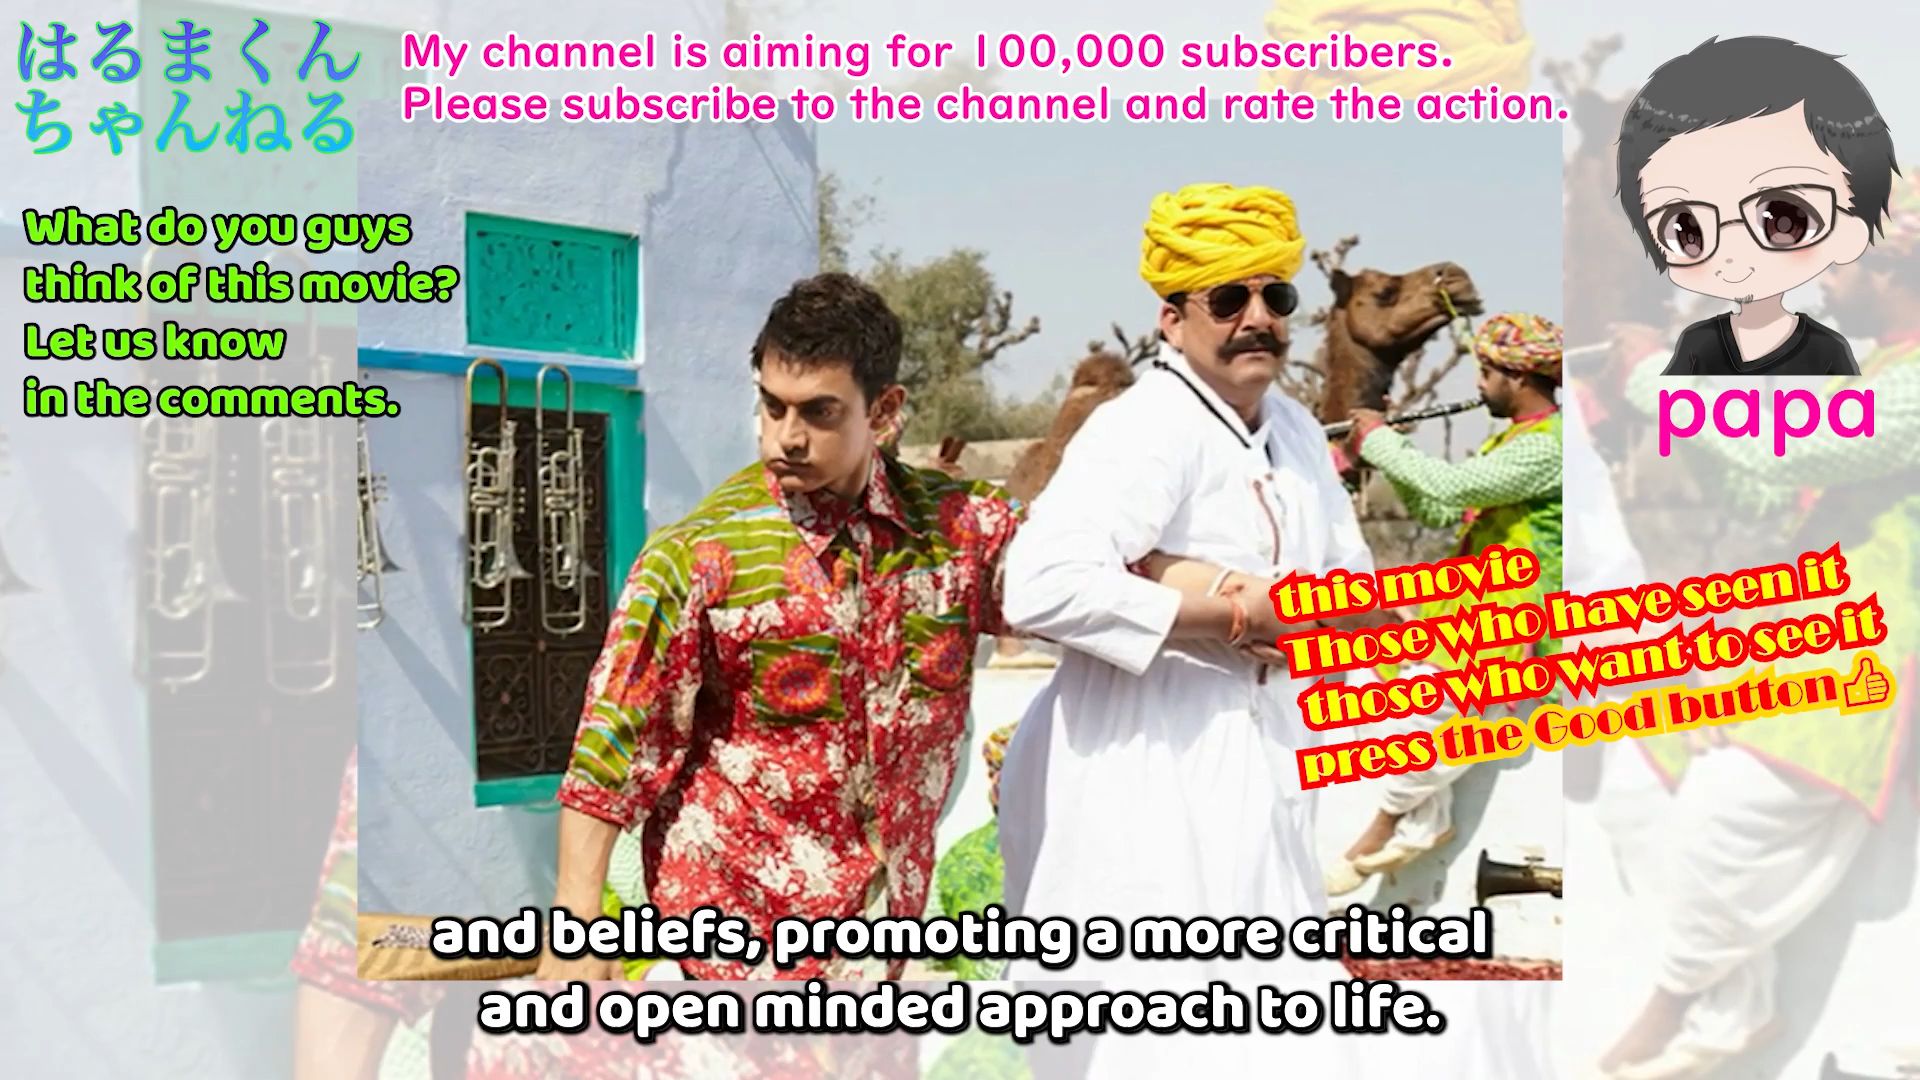 はるまくん
ちゃんねる
My channel is aiming for 100,000 subscribers.
Please subscribe to the channel and rate the action.
What do you guys
think of this movie?
Let us know
in the comments.
papa
this movie
Those who have seen it
those who want to see it
press the Good button
and beliefs, promoting a more critical
and open minded approach to life.